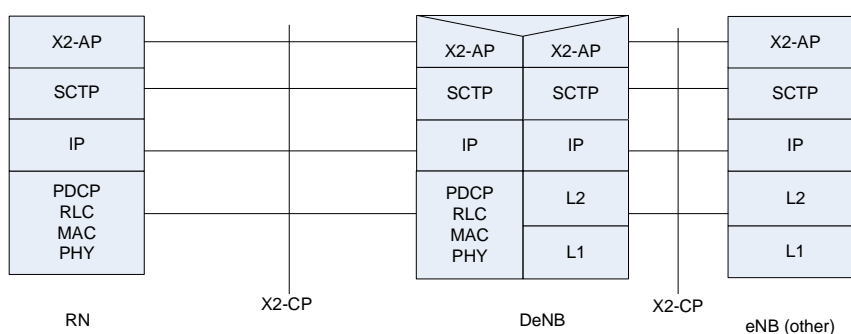 X2-AP
SCTP
IP
PDCP
RLC
MAC
PHY
RN
X2-CP
X2-AP X2-AP
SCTP SCTP
IP IP
PDCP
RLC
MAC
PHY
L2
L1
DeNB
X2-CP
X2-AP
SCTP
IP
L2
L1
eNB (other)